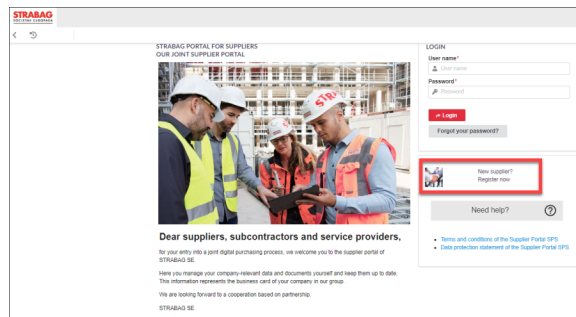 STRABAG
SOCIETAS EUROPAEA
STRABAG PORTAL FOR SUPPLIERS
OUR JOINT SUPPLIER PORTAL
STRABAG
Dear suppliers, subcontractors and service providers,
for your entry into a joint digital purchasing process, we welcome you to the supplier portal of
STRABAG SE.
Here you manage your company-relevant data and documents yourself and keep them up to date.
This information represents the business card of your company in our group.
We are looking forward to a cooperation based on partnership.
STRABAG SE
LOGIN
User name*
User name
Password*
Password
Login
Forgot your password?
New supplier?
Register now
Need help?
Terms and conditions of the Supplier Portal SPS
Data protection statement of the Supplier Portal SPS